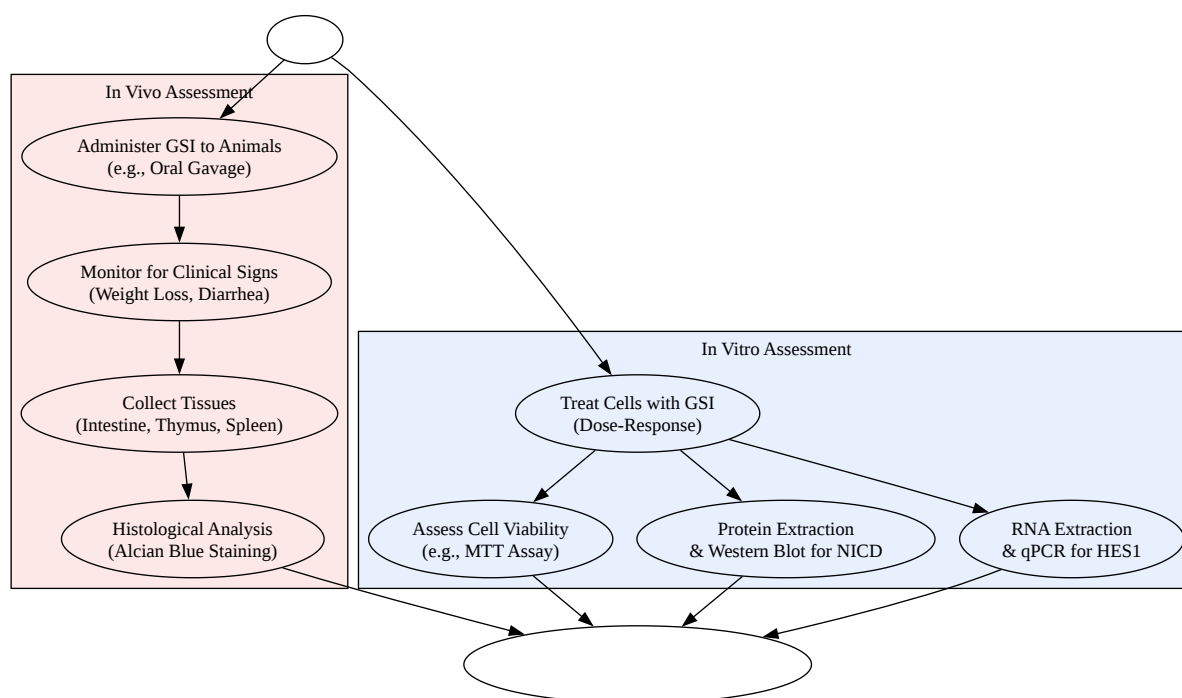 In Vivo Assessment
Administer GSI to Animals
(e.g., Oral Gavage)
Monitor for Clinical Signs
(Weight Loss, Diarrhea)
Collect Tissues
(Intestine, Thymus, Spleen)
Histological Analysis
(Alcian Blue Staining)
In Vitro Assessment
Treat Cells with GSI
(Dose-Response)
Assess Cell Viability
(e.g., MTT Assay)
Protein Extraction
& Western Blot for NICD
RNA Extraction
& qPCR for HES1